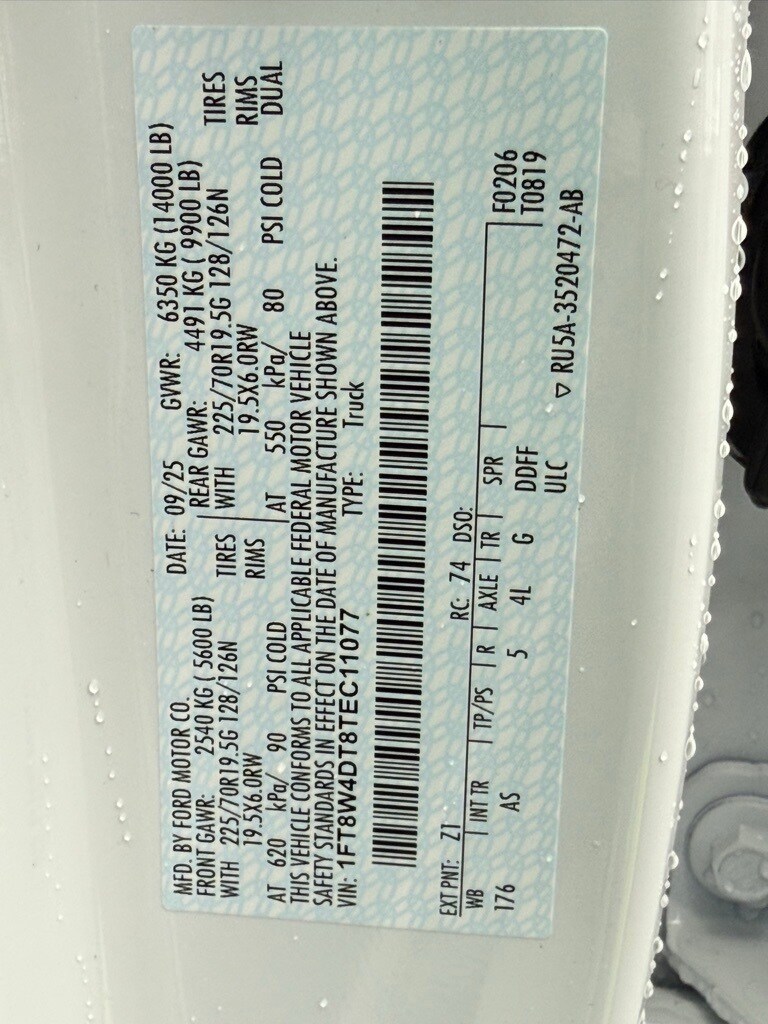 MFD. BY FORD MOTOR CO.
DATE: 09/25 GVWR: 6350 KG (14000 LB)
FRONT GAWR: 2540 KG ( 5600 LB) REAR GAWR: 4491 KG ( 9900 LB)
WITH 225/70R19.5G 128/126N TIRES WITH 225/70R19.5G 128/126N TIRES
19.5X6.0RW RIMS 19.5X6.0RW RIMS
AT 620 kPa/ 90 PSI COLD AT 550 kPa/ 80 PSI COLD DUAL
THIS VEHICLE CONFORMS TO ALL APPLICABLE FEDERAL MOTOR VEHICLE
SAFETY STANDARDS IN EFFECT ON THE DATE OF MANUFACTURE SHOWN ABOVE.
VIN: 1FT8W4DT8TEC11077 TYPE: Truck
EXT PNT: Z1 RC: 74 DSO:
WB INT TR TP/PS R AXLE TR SPR F0206
176 AS 5 4L G DDFF T0819
ULC
▽ RU5A-3520472-AB